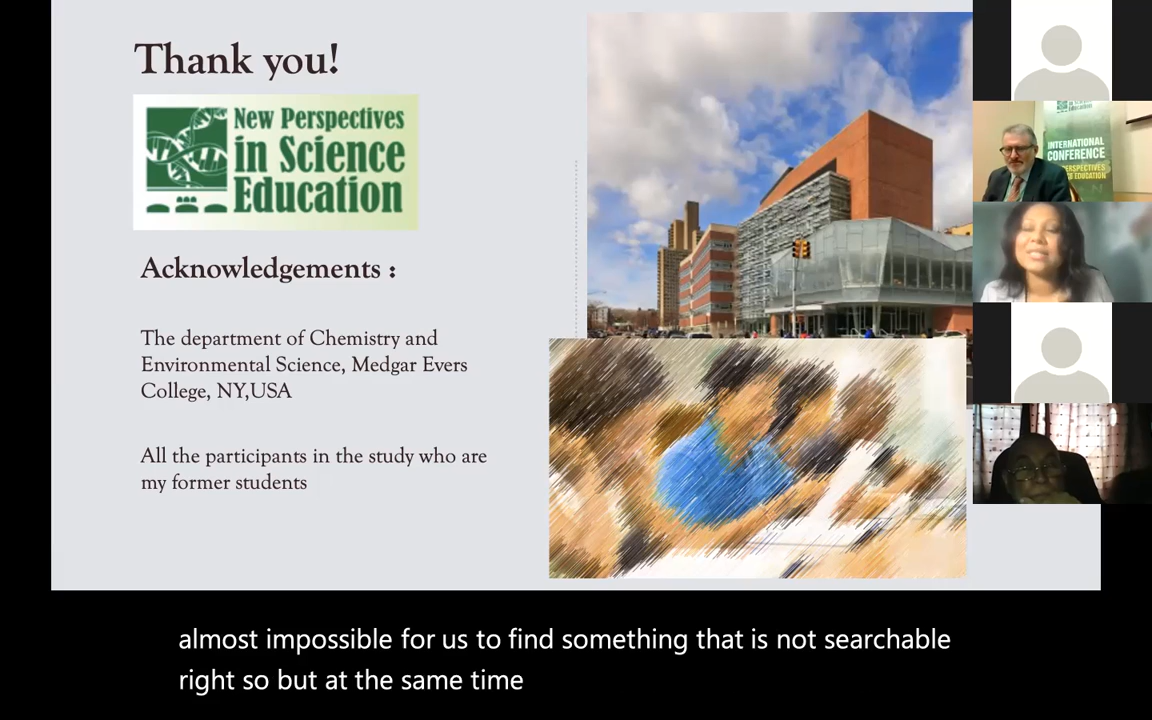 Thank you!
New Perspectives
in Science
Education
Acknowledgements :
The department of Chemistry and
Environmental Science, Medgar Evers
College, NY,USA
All the participants in the study who are
my former students
INTERNATIONAL
CONFERENCE
almost impossible for us to find something that is not searchable
right so but at the same time